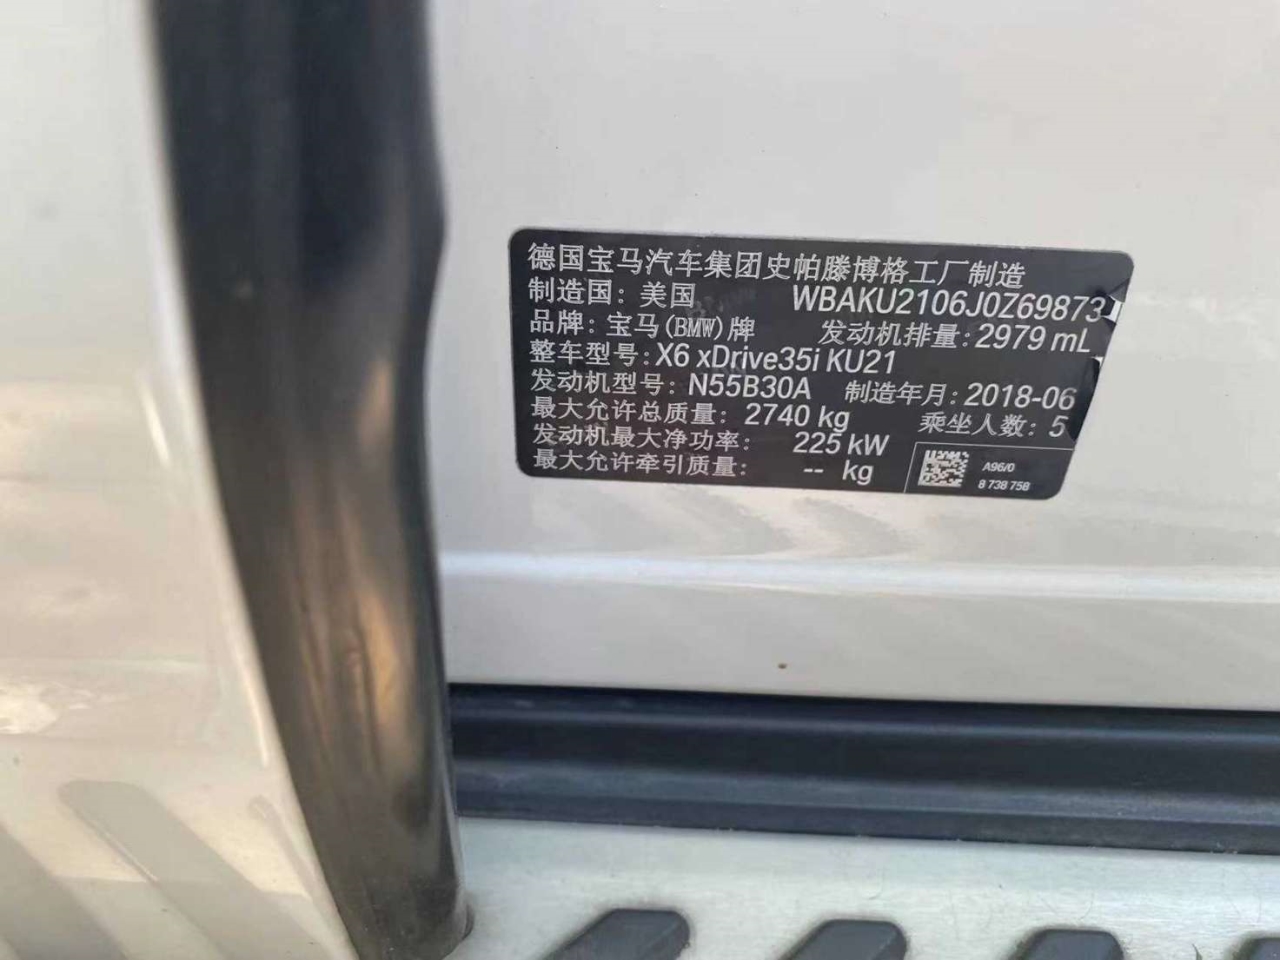 德国宝马汽车集团史帕滕博格工厂制造
制造国：美国 WBAKU2106J0Z69873
品牌：宝马(BMW)牌 发动机排量：2979 mL
整车型号：X6 xDrive35i KU21
发动机型号：N55B30A 制造年月：2018-06
最大允许总质量：2740 kg 乘坐人数：5
发动机最大净功率：225 kW
最大允许牵引质量：-- kg
A96/0
8 738 758